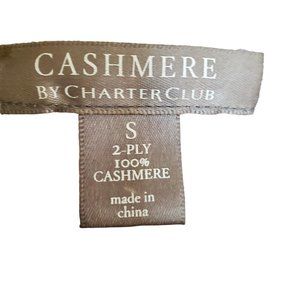 CASHMERE
BY CHARTER CLUB
S
2-PLY
100%
CASHMERE
made in
china